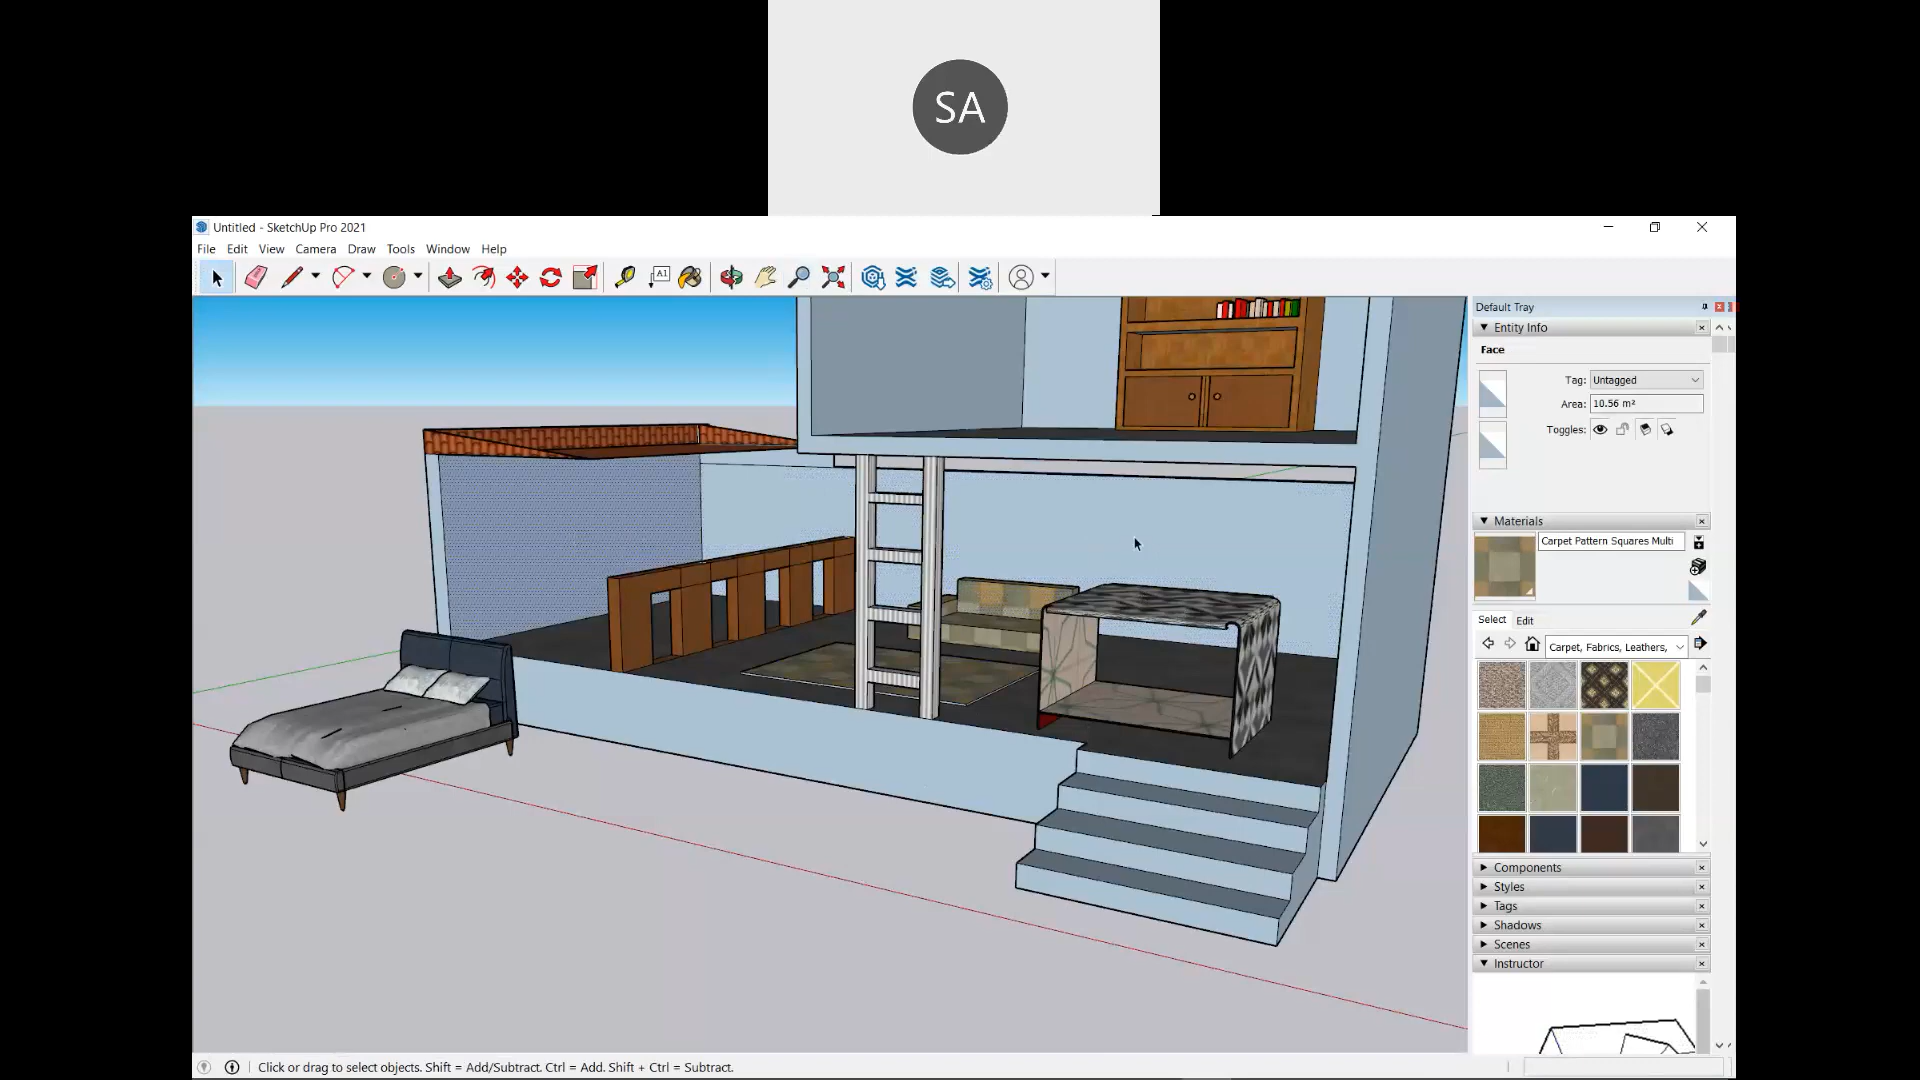 SA
Untitled - SketchUp Pro 2021
File Edit View Camera Draw Tools Window Help
A1
Default Tray
Entity Info
Face
Tag: Untagged
Area: 10.56 m²
Toggles:
Materials
Carpet Pattern Squares Multi
Select Edit
Carpet, Fabrics, Leathers,
Components
Styles
Tags
Shadows
Scenes
Instructor
Click or drag to select objects. Shift = Add/Subtract. Ctrl = Add. Shift + Ctrl = Subtract.